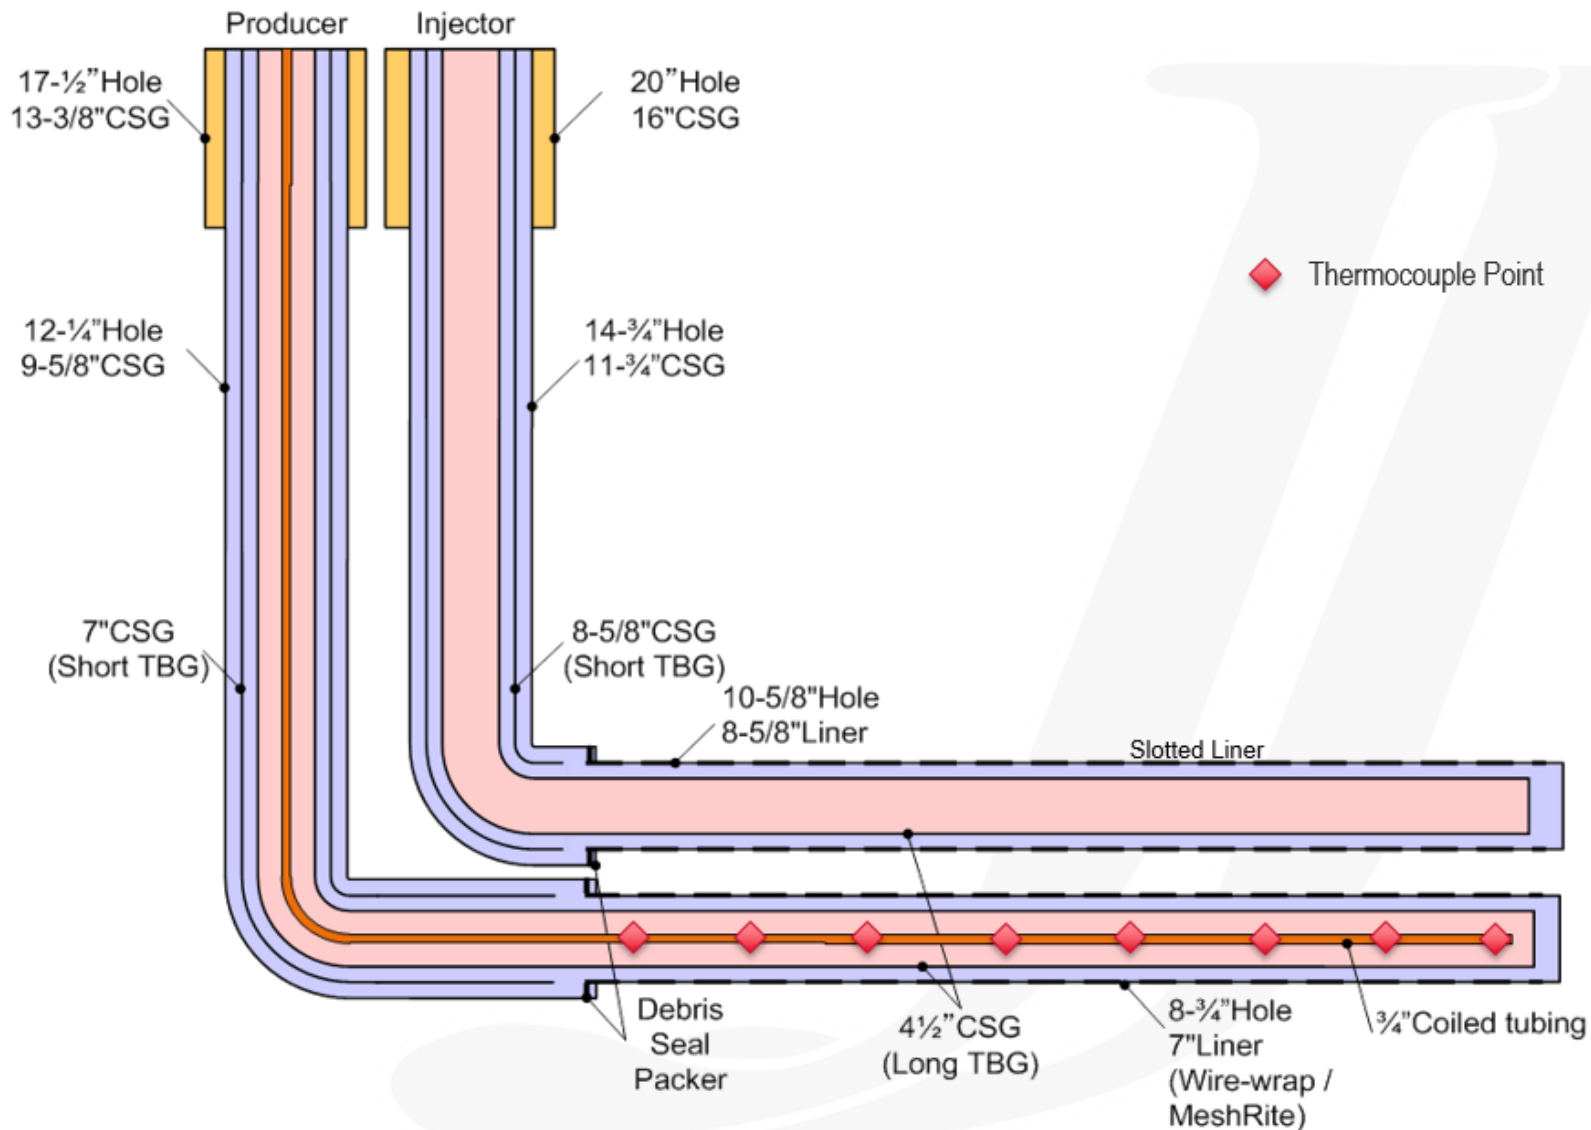 Producer
Injector
17-½”Hole
13-3/8"CSG
20”Hole
16"CSG
Thermocouple Point
12-¼”Hole
9-5/8"CSG
14-¾”Hole
11-¾”CSG
7"CSG
(Short TBG)
8-5/8"CSG
(Short TBG)
10-5/8"Hole
8-5/8"Liner
Slotted Liner
Debris
Seal
Packer
4½”CSG
(Long TBG)
8-¾”Hole
7"Liner
(Wire-wrap /
MeshRite)
¾”Coiled tubing